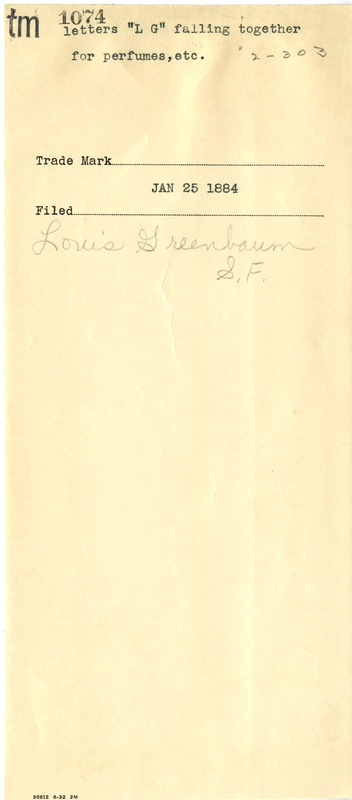 tm 1074
letters "L G" falling together
for perfumes,etc. 2-303
Trade Mark
JAN 25 1884
Filed
Louis Greenbaum
S.F.
95612 6-32 2M